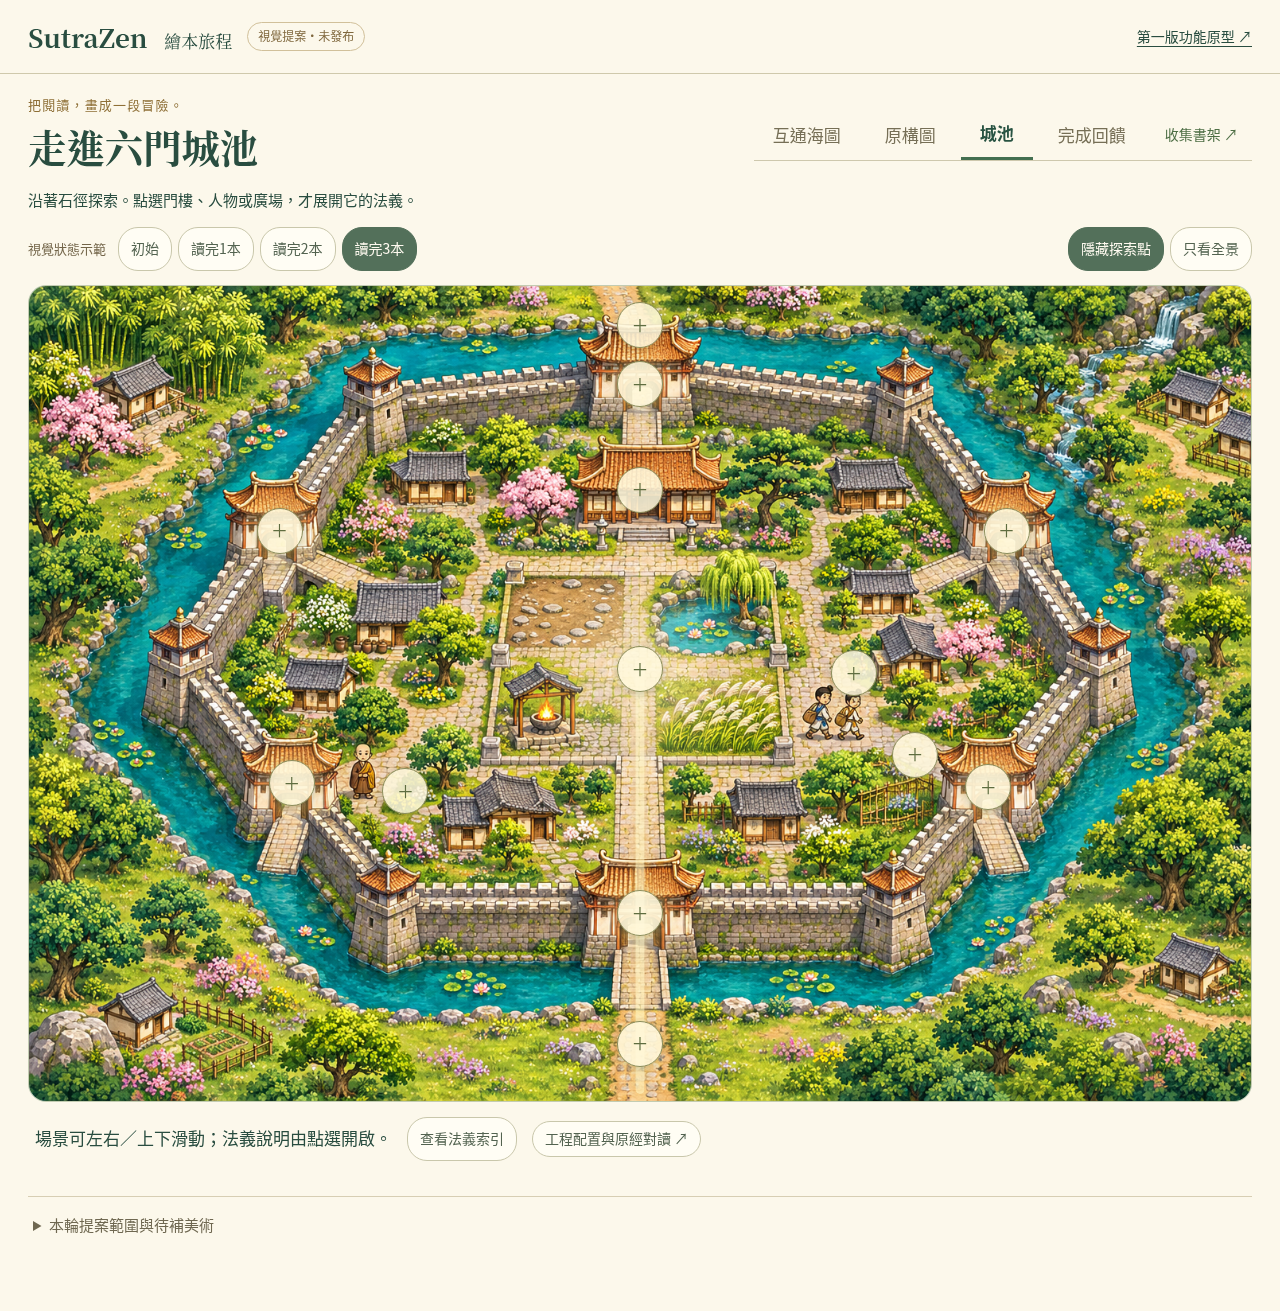 SutraZen 繪本旅程 視覺提案・未發布 第一版功能原型 ↗
把閱讀，畫成一段冒險。
走進六門城池
互通海圖 原構圖 城池 完成回饋 收集書架 ↗
沿著石徑探索。點選門樓、人物或廣場，才展開它的法義。
視覺狀態示範 初始 讀完1本 讀完2本 讀完3本 隱藏探索點 只看全景
場景可左右／上下滑動；法義說明由點選開啟。 查看法義索引 工程配置與原經對讀 ↗
▶ 本輪提案範圍與待補美術